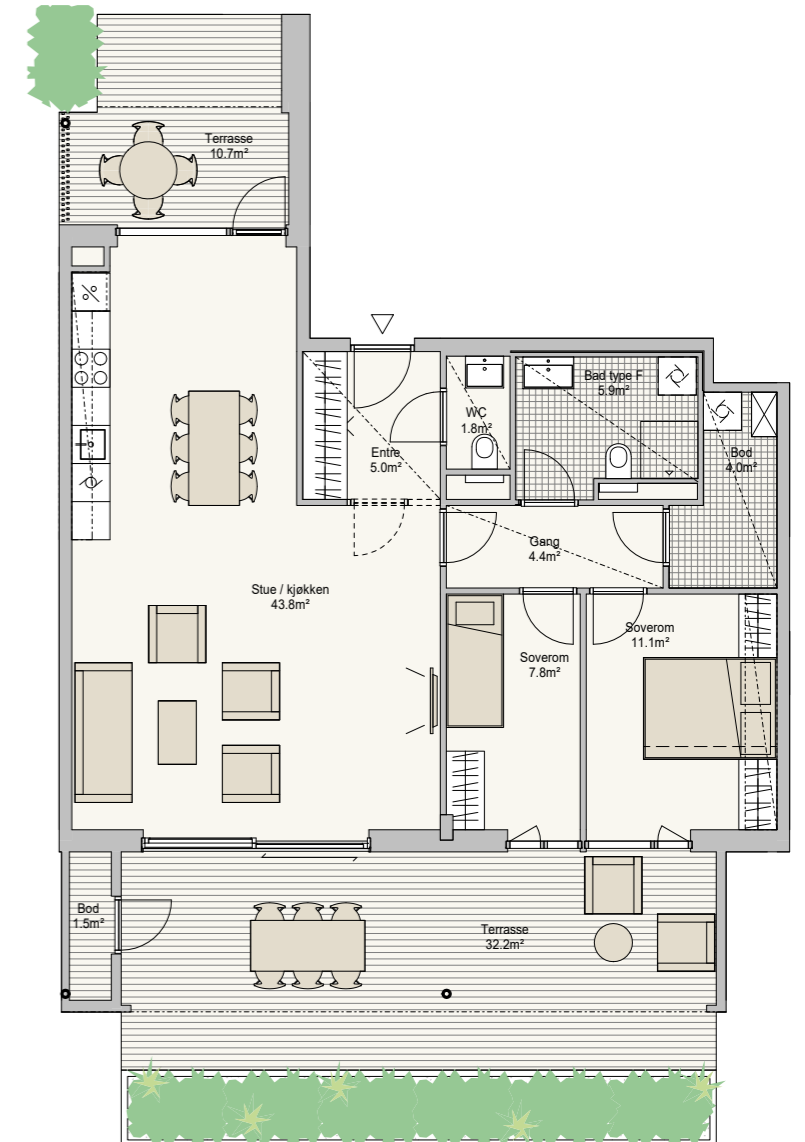 Terrasse
10.7m²
Bad type F
5.9m²
WC
1.8m²
Entre
5.0m²
Bod
4.0m²
Gang
4.4m²
Stue / kjøkken
43.8m²
Soverom
11.1m²
Soverom
7.8m²
Bod
1.5m²
Terrasse
32.2m²